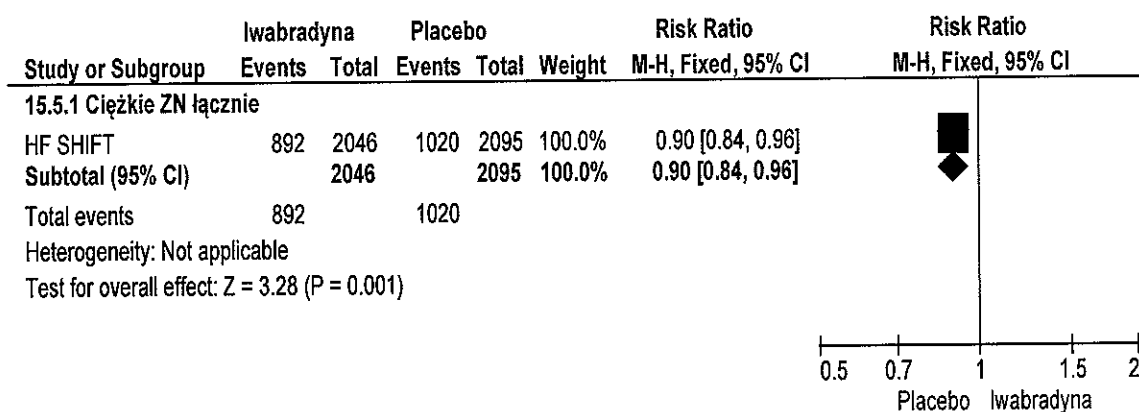 Iwabradyna Placebo Risk Ratio Risk Ratio
Study or Subgroup Events Total Events Total Weight M-H, Fixed, 95% CI M-H, Fixed, 95% CI
15.5.1 Ciężkie ZN łącznie
HF SHIFT 892 2046 1020 2095 100.0% 0.90 [0.84, 0.96]
Subtotal (95% CI) 2046 2095 100.0% 0.90 [0.84, 0.96]
Total events 892 1020
Heterogeneity: Not applicable
Test for overall effect: Z = 3.28 (P = 0.001)
0.5 0.7 1 1.5 2
Placebo Iwabradyna